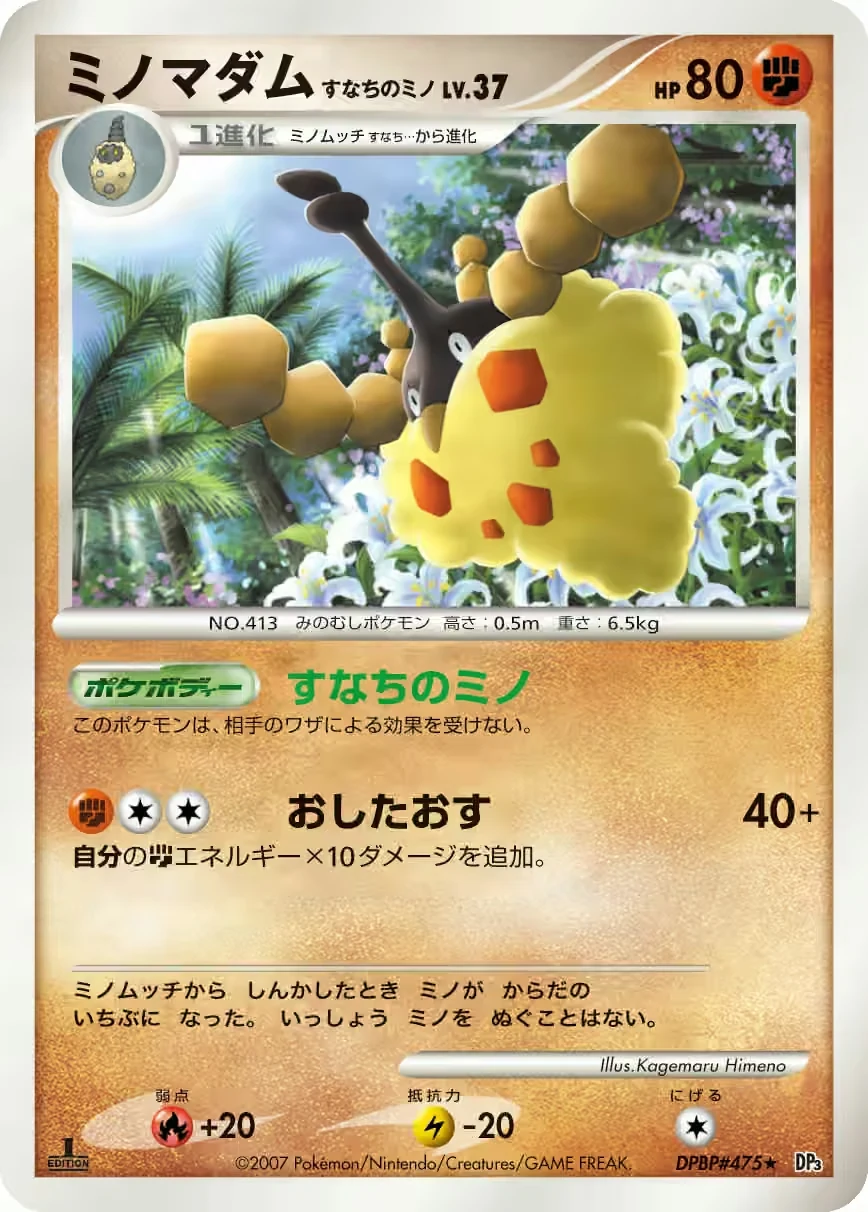 ミノマダム すなちのミノ LV.37 HP 80
1進化 ミノムッチ すなち…から進化
NO.413 みのむしポケモン 高さ:0.5m 重さ:6.5kg
ポケボディー すなちのミノ
このポケモンは、相手のワザによる効果を受けない。
おしたおす 40+
自分のエネルギー×10ダメージを追加。
ミノムッチから しんかしたとき ミノが からだの
いちぶに なった。 いっしょう ミノを ぬぐことはない。
Illus.Kagemaru Himeno
弱点 抵抗力 にげる
+20 -20
1 EDITION
©2007 Pokémon/Nintendo/Creatures/GAME FREAK. DPBP#475★ DP3